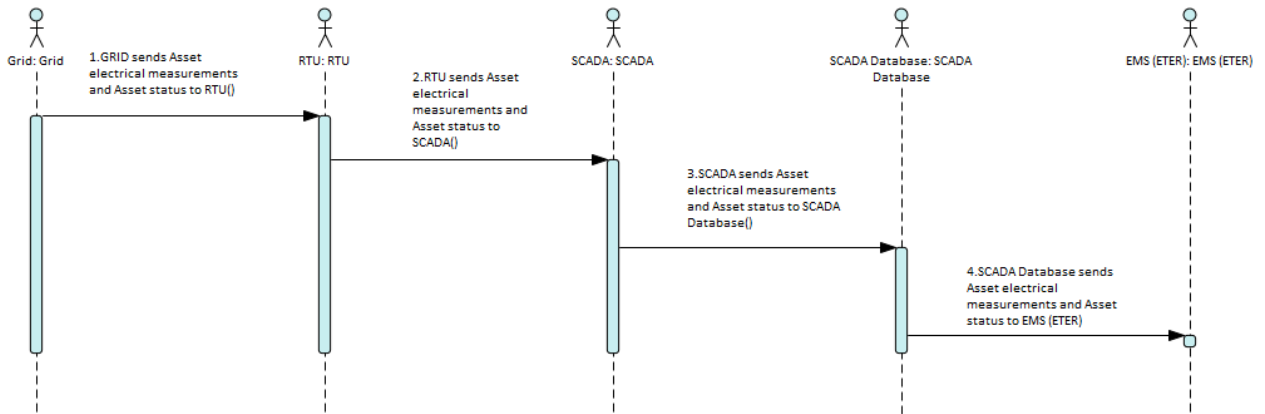 Grid: Grid
RTU: RTU
SCADA: SCADA
SCADA Database: SCADA
Database
EMS (ETER): EMS (ETER)
1.GRID sends Asset
electrical measurements
and Asset status to RTU()
2.RTU sends Asset
electrical
measurements and
Asset status to
SCADA()
3.SCADA sends Asset
electrical measurements
and Asset status to SCADA
Database()
4.SCADA Database sends
Asset electrical
measurements and Asset
status to EMS (ETER)